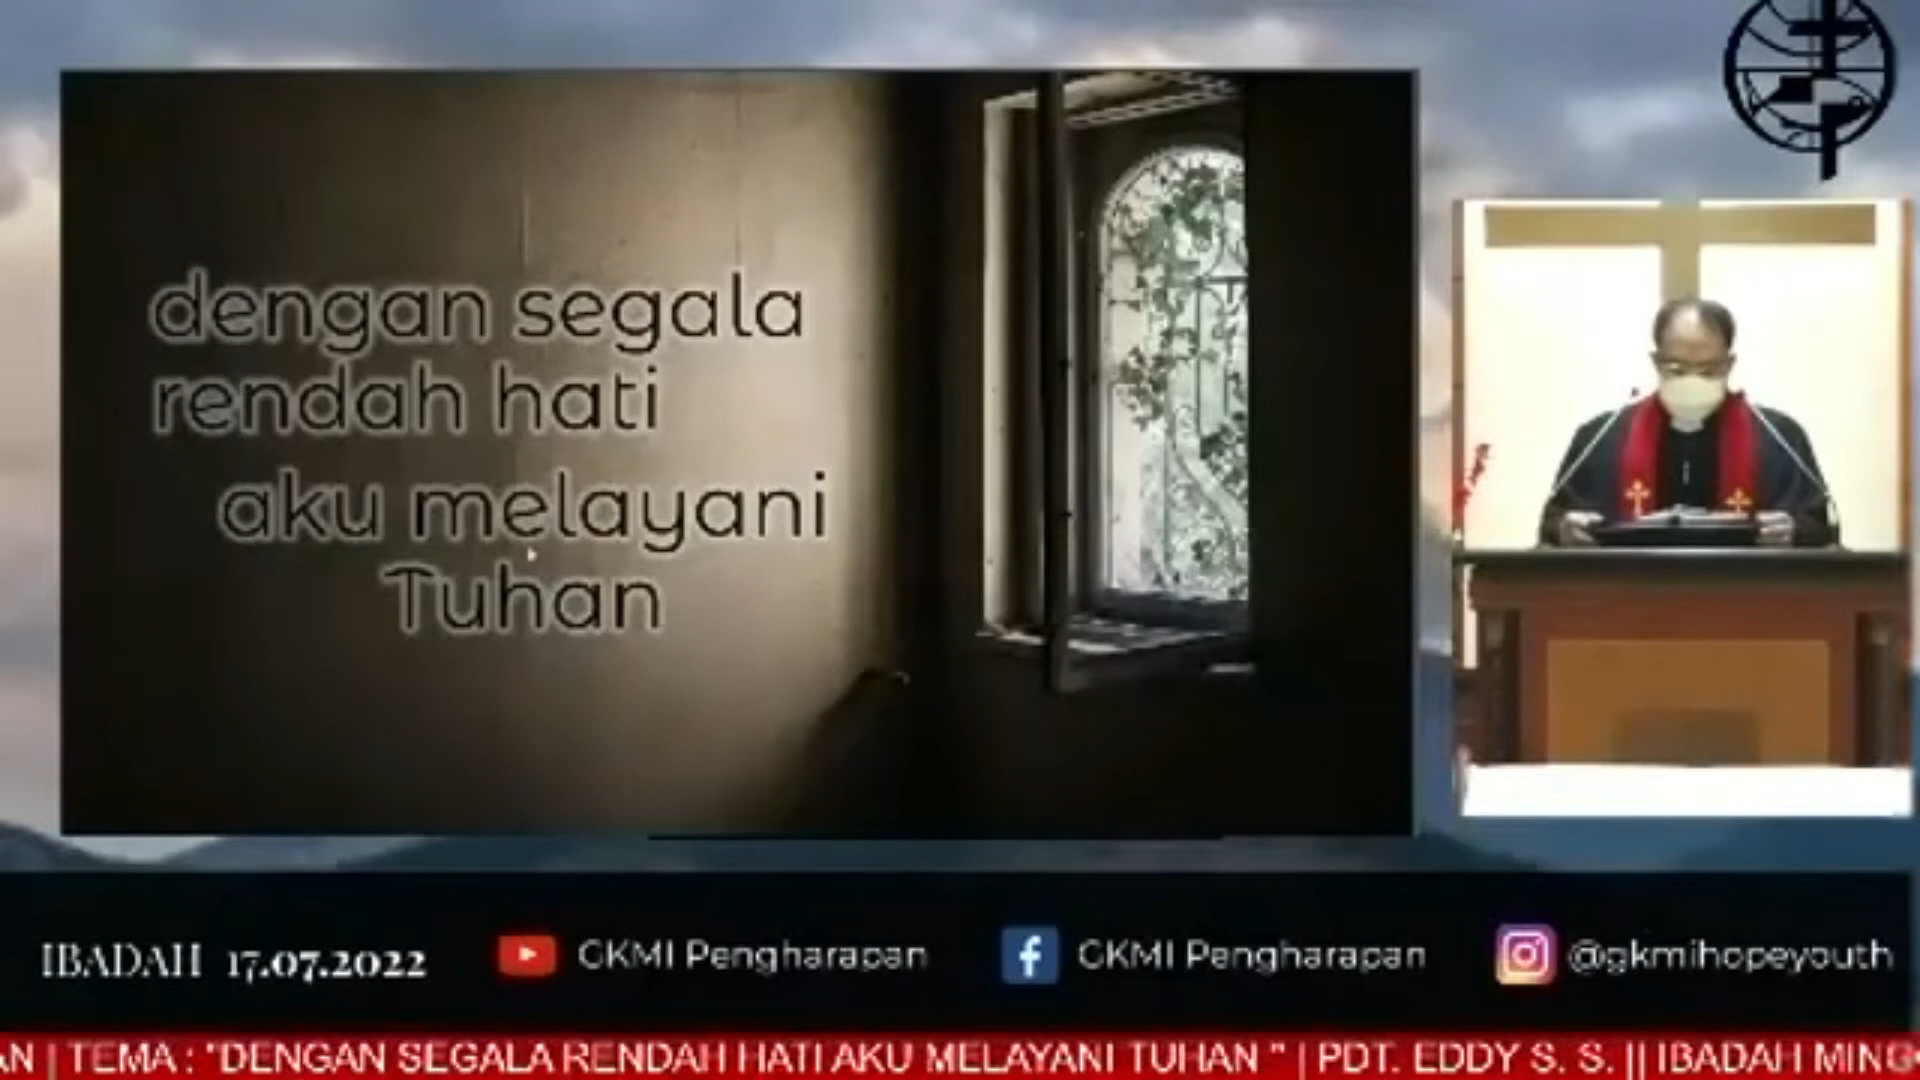 dengan segala
rendah hati
aku melayani
Tuhan
IBADAH 17.07.2022
GKMI Pengharapan
GKMI Pengharapan
@gkmihopeyouth
AN | TEMA : "DENGAN SEGALA RENDAH HATI AKU MELAYANI TUHAN " | PDT. EDDY S. S. || IBADAH MING